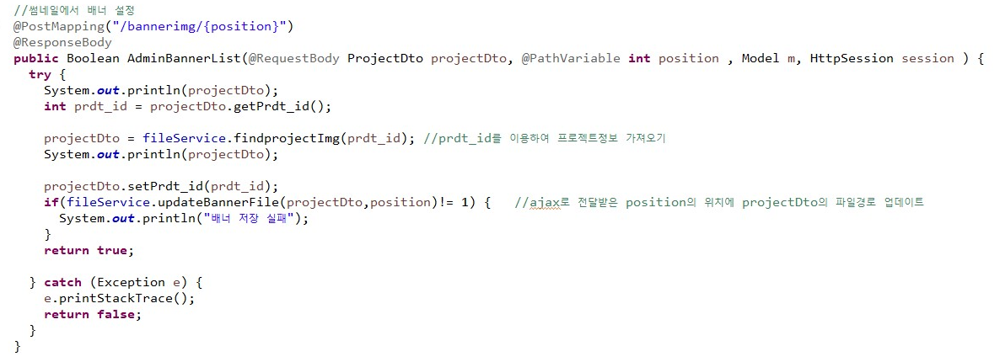 //썸네일에서 배너 설정
@PostMapping("/bannerimg/{position}")
@ResponseBody
public Boolean AdminBannerList(@RequestBody ProjectDto projectDto, @PathVariable int position , Model m, HttpSession session ) {
try {
System.out.println(projectDto);
int prdt_id = projectDto.getPrdt_id();
projectDto = fileService.findprojectImg(prdt_id); //prdt_id를 이용하여 프로젝트정보 가져오기
System.out.println(projectDto);
projectDto.setPrdt_id(prdt_id);
if(fileService.updateBannerFile(projectDto,position)!= 1) { //ajax로 전달받은 position의 위치에 projectDto의 파일경로 업데이트
System.out.println("배너 저장 실패");
}
return true;
} catch (Exception e) {
e.printStackTrace();
return false;
}
}